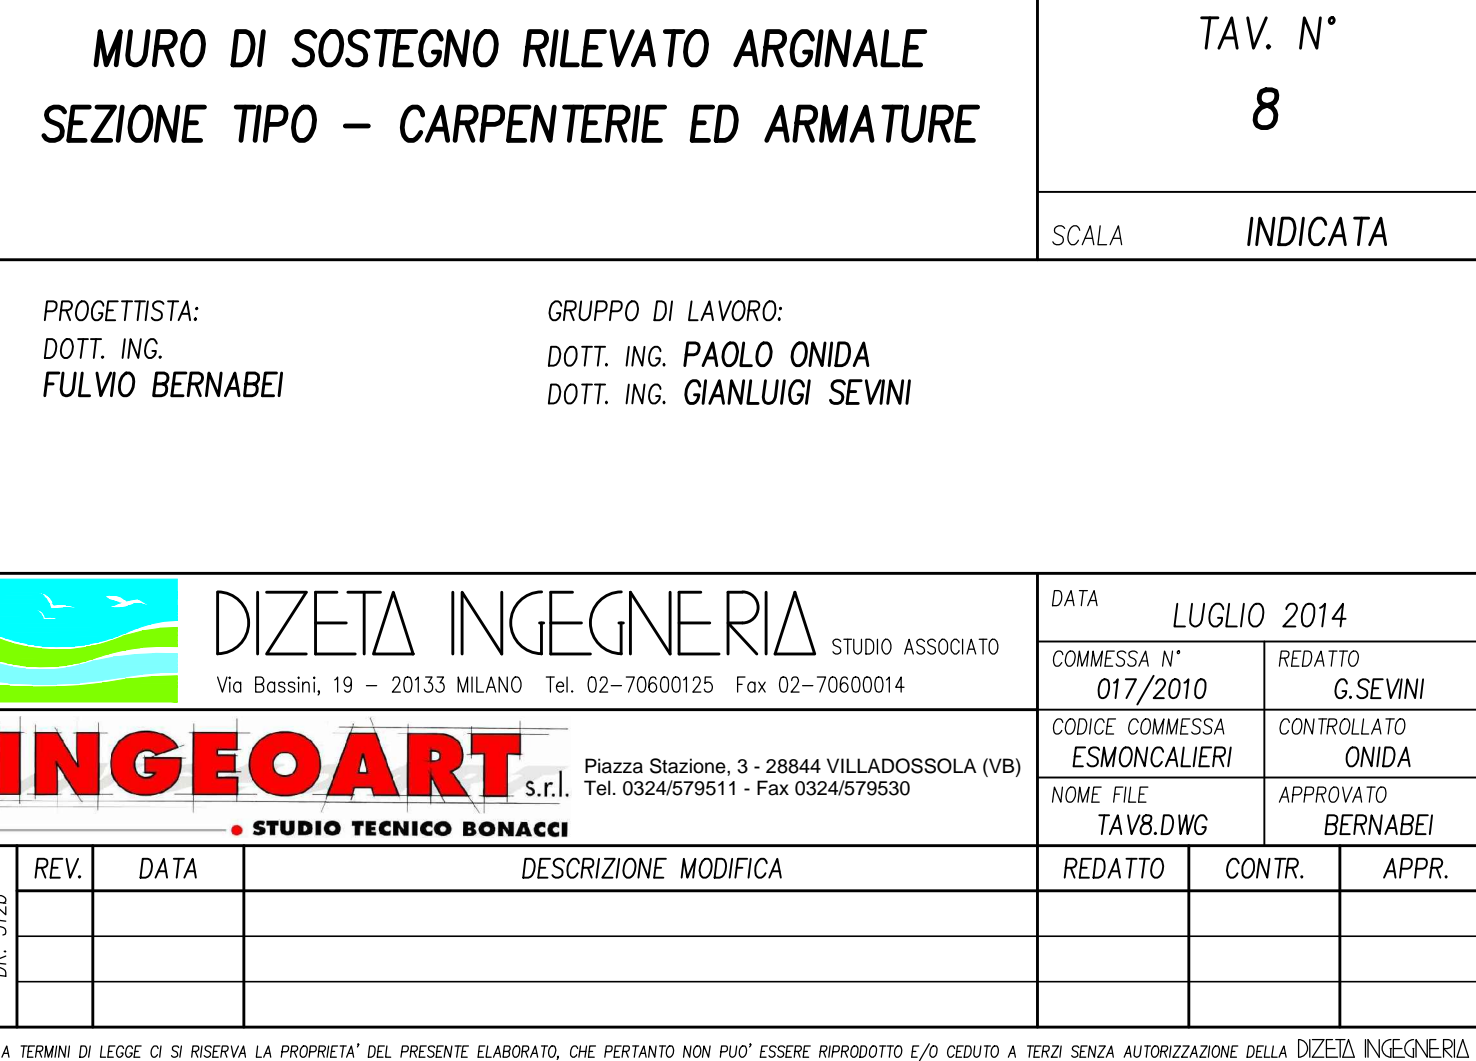 MURO DI SOSTEGNO RILEVATO ARGINALE
SEZIONE TIPO – CARPENTERIE ED ARMATURE
TAV. N°
8
SCALA INDICATA
PROGETTISTA:
DOTT. ING.
FULVIO BERNABEI
GRUPPO DI LAVORO:
DOTT. ING. PAOLO ONIDA
DOTT. ING. GIANLUIGI SEVINI
DIZETA INGEGNERIA STUDIO ASSOCIATO
Via Bassini, 19 – 20133 MILANO Tel. 02–70600125 Fax 02–70600014
DATA
LUGLIO 2014
COMMESSA N°
017/2010
REDATTO
G.SEVINI
INGEOART s.r.l.
STUDIO TECNICO BONACCI
Piazza Stazione, 3 - 28844 VILLADOSSOLA (VB)
Tel. 0324/579511 - Fax 0324/579530
CODICE COMMESSA
ESMONCALIERI
CONTROLLATO
ONIDA
NOME FILE
TAV8.DWG
APPROVATO
BERNABEI
REV. DATA DESCRIZIONE MODIFICA REDATTO CONTR. APPR.
A TERMINI DI LEGGE CI SI RISERVA LA PROPRIETA' DEL PRESENTE ELABORATO, CHE PERTANTO NON PUO' ESSERE RIPRODOTTO E/O CEDUTO A TERZI SENZA AUTORIZZAZIONE DELLA DIZETA INGEGNERIA